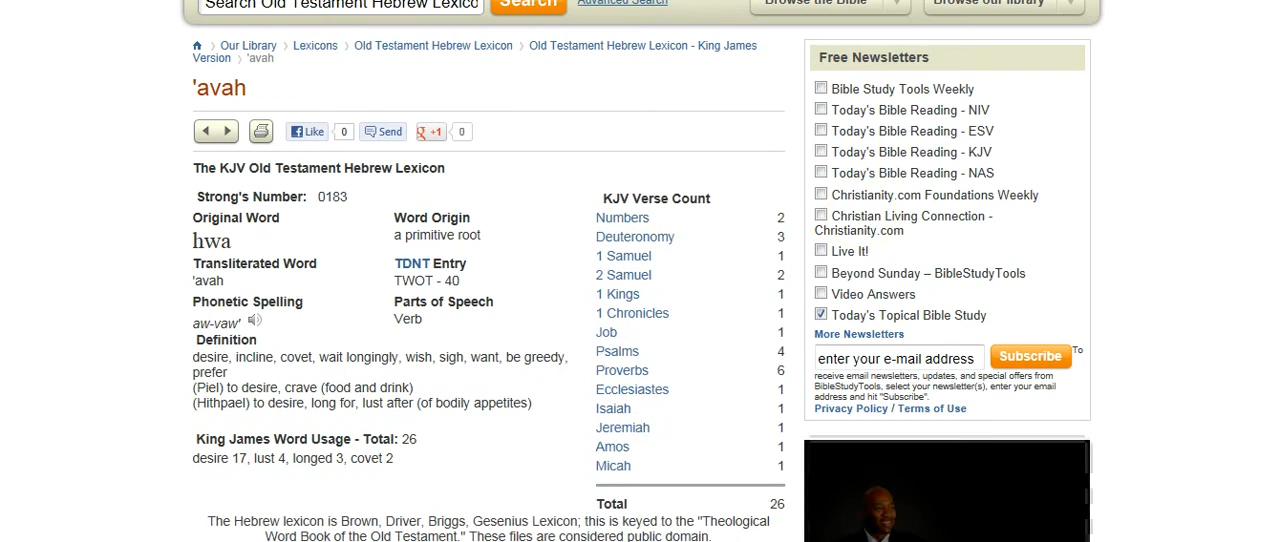 Search Old Testament Hebrew Lexico
Search
Advanced Search
Browse the Bible
Browse our library
Our Library
Lexicons
Old Testament Hebrew Lexicon
Old Testament Hebrew Lexicon - King James
Version
'avah
'avah
Like
0
Send
+1
0
The KJV Old Testament Hebrew Lexicon
Strong's Number: 0183
Original Word
Word Origin
hwa
a primitive root
Transliterated Word
TDNT Entry
'avah
TWOT - 40
Phonetic Spelling
Parts of Speech
aw-vaw'
Verb
Definition
desire, incline, covet, wait longingly, wish, sigh, want, be greedy,
prefer
(Piel) to desire, crave (food and drink)
(Hithpael) to desire, long for, lust after (of bodily appetites)
King James Word Usage - Total: 26
desire 17, lust 4, longed 3, covet 2
KJV Verse Count
Numbers 2
Deuteronomy 3
1 Samuel 1
2 Samuel 2
1 Kings 1
1 Chronicles 1
Job 1
Psalms 4
Proverbs 6
Ecclesiastes 1
Isaiah 1
Jeremiah 1
Amos 1
Micah 1
Total 26
The Hebrew lexicon is Brown, Driver, Briggs, Gesenius Lexicon; this is keyed to the "Theological
Word Book of the Old Testament." These files are considered public domain.
Free Newsletters
Bible Study Tools Weekly
Today's Bible Reading - NIV
Today's Bible Reading - ESV
Today's Bible Reading - KJV
Today's Bible Reading - NAS
Christianity.com Foundations Weekly
Christian Living Connection -
Christianity.com
Live It!
Beyond Sunday – BibleStudyTools
Video Answers
Today's Topical Bible Study
More Newsletters
enter your e-mail address
Subscribe
To
receive email newsletters, updates, and special offers from
BibleStudyTools, select your newsletter(s), enter your email
address and hit "Subscribe".
Privacy Policy / Terms of Use